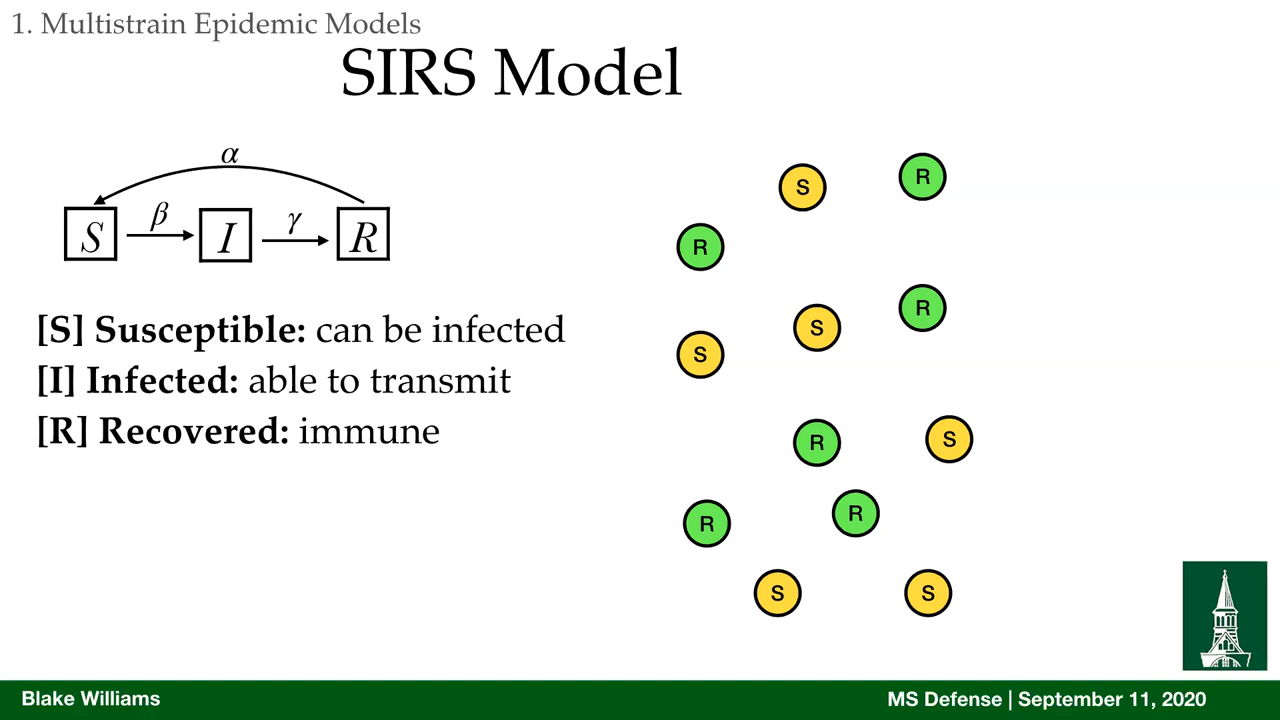 1. Multistrain Epidemic Models
SIRS Model
α
S β I γ R
[S] Susceptible: can be infected
[I] Infected: able to transmit
[R] Recovered: immune
S
R
R
R
S
S
R
S
R
R
S
S
Blake Williams
MS Defense | September 11, 2020